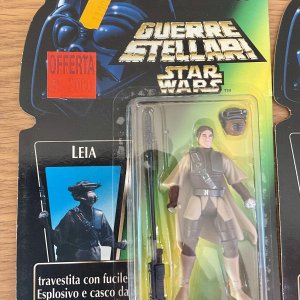 GUERRE
STELLARI
STAR
WARS
OFFERTA
LEIA
travestita con fucile
Esplosivo e casco da